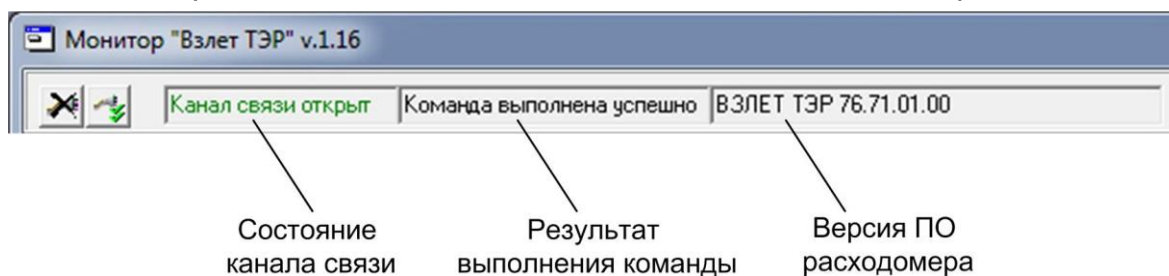 Монитор "Взлет ТЭР" v.1.16
Канал связи открыт Команда выполнена успешно ВЗЛЕТ ТЭР 76.71.01.00
Состояние Результат Версия ПО
канала связи выполнения команды расходомера